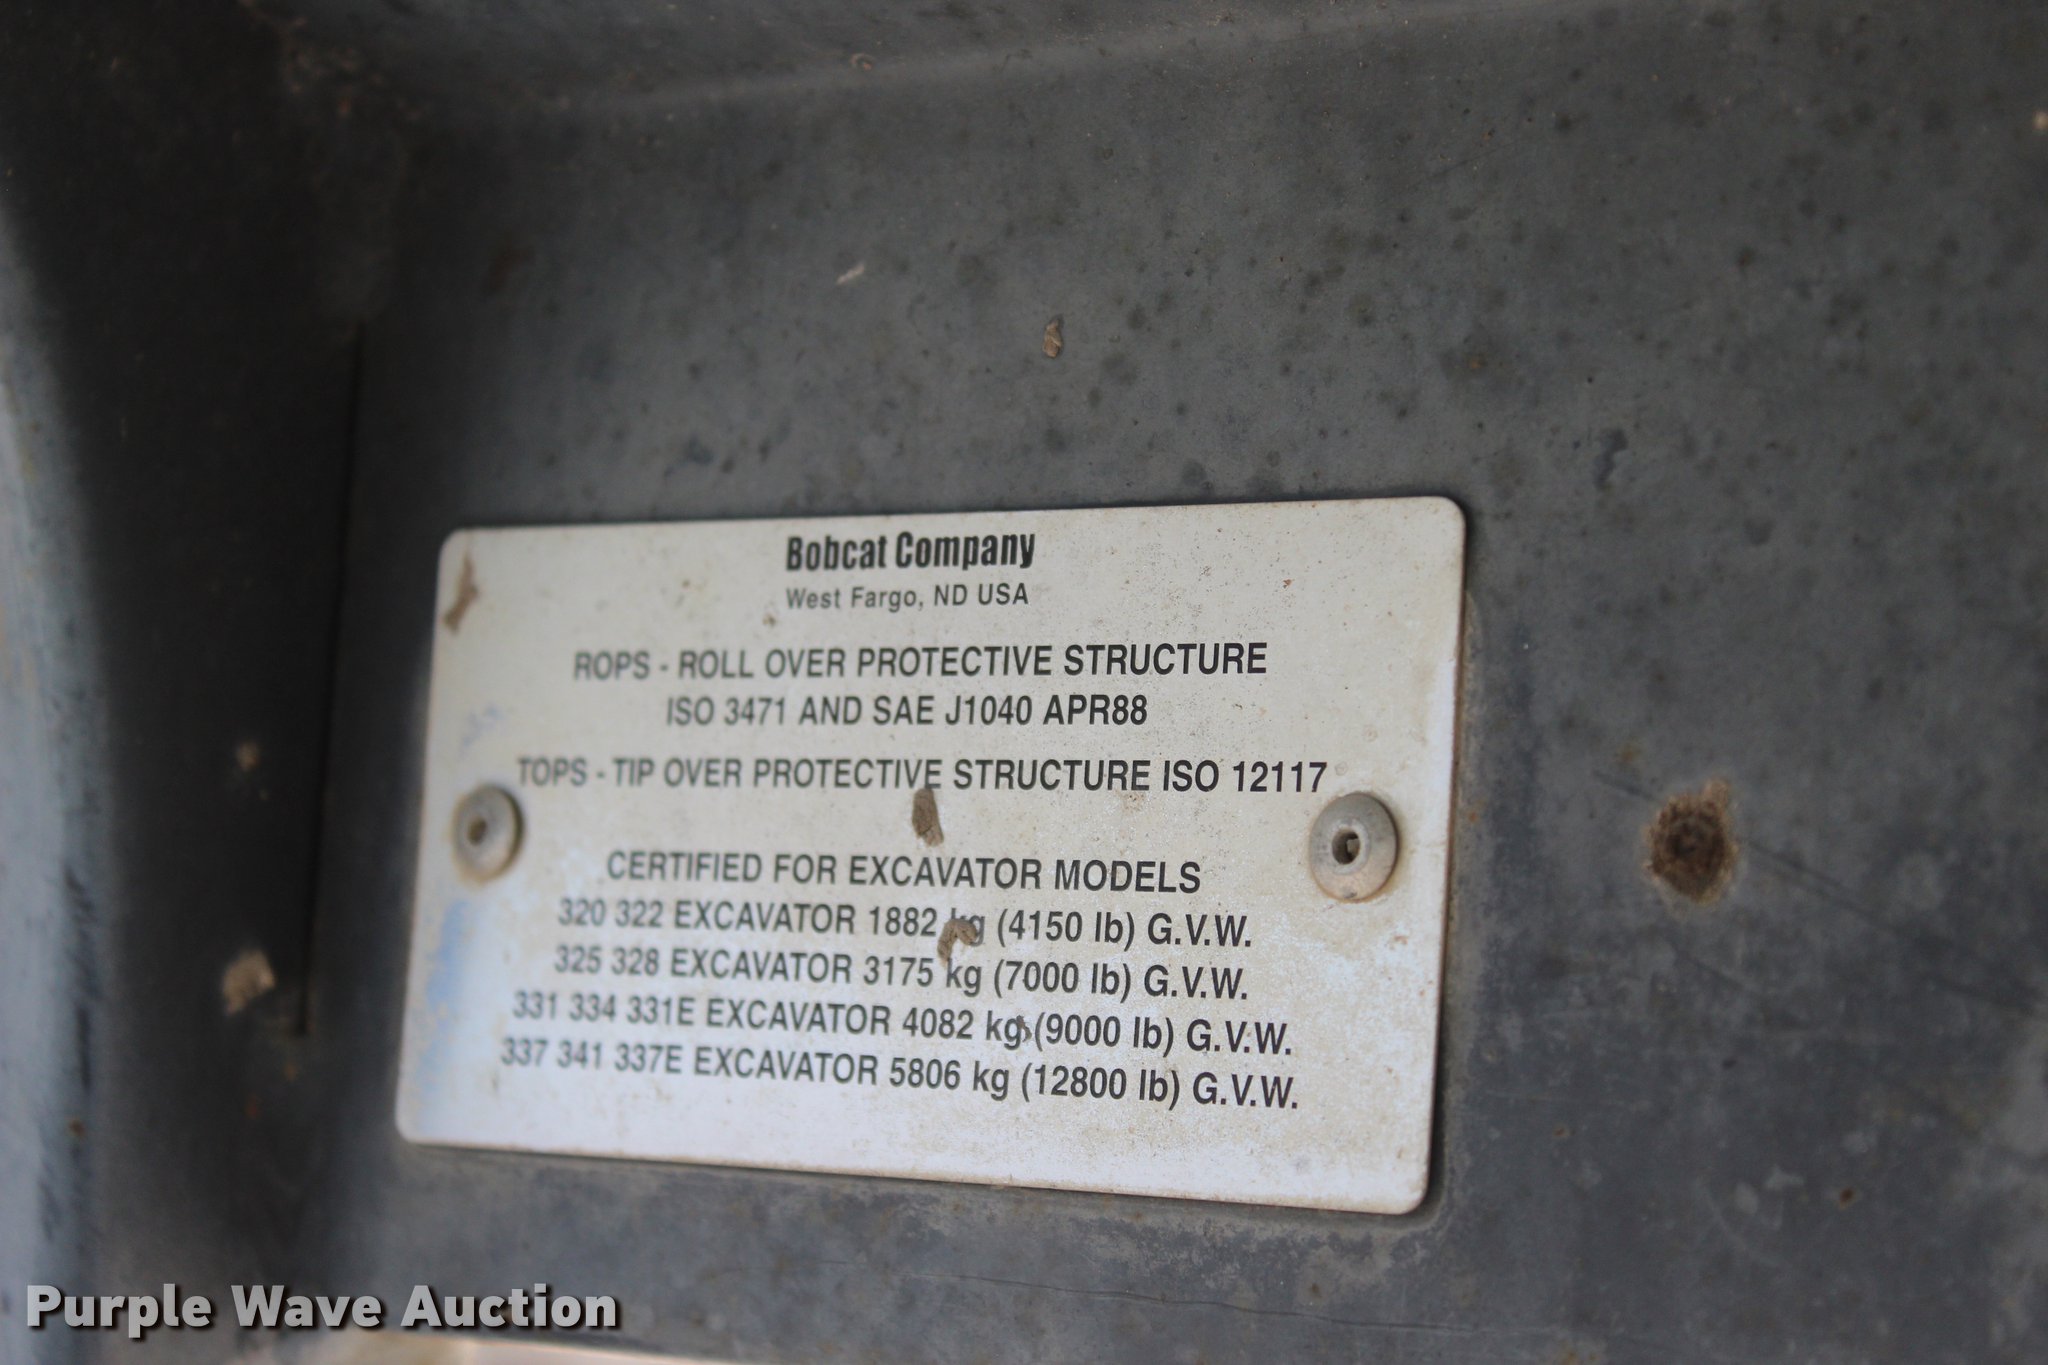 Bobcat Company
West Fargo, ND USA
ROPS - ROLL OVER PROTECTIVE STRUCTURE
ISO 3471 AND SAE J1040 APR88
TOPS - TIP OVER PROTECTIVE STRUCTURE ISO 12117
CERTIFIED FOR EXCAVATOR MODELS
320 322 EXCAVATOR 1882 kg (4150 lb) G.V.W.
325 328 EXCAVATOR 3175 kg (7000 lb) G.V.W.
331 334 331E EXCAVATOR 4082 kg (9000 lb) G.V.W.
337 341 337E EXCAVATOR 5806 kg (12800 lb) G.V.W.
Purple Wave Auction